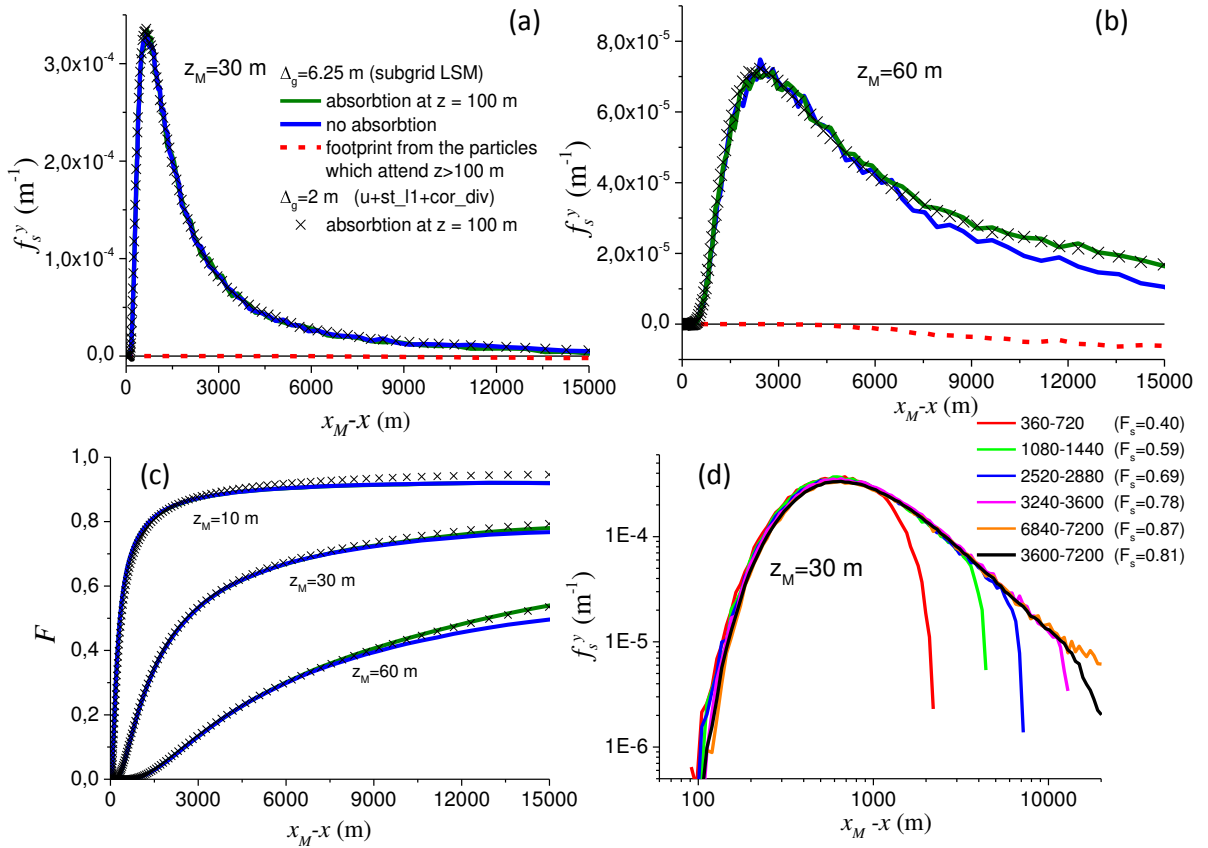 (a)
3,0x10⁻⁴
2,0x10⁻⁴
1,0x10⁻⁴
0,0
f_s^y (m⁻¹)
z_M=30 m
Δ_g=6.25 m (subgrid LSM)
absorbtion at z = 100 m
no absorbtion
footprint from the particles
which attend z>100 m
Δ_g=2 m (u+st_l1+cor_div)
absorbtion at z = 100 m
0 3000 6000 9000 12000 15000
x_M-x (m)
(b)
8,0x10⁻⁵
6,0x10⁻⁵
4,0x10⁻⁵
2,0x10⁻⁵
0,0
f_s^y (m⁻¹)
z_M=60 m
0 3000 6000 9000 12000 15000
x_M-x (m)
(c)
1,0
0,8
0,6
0,4
0,2
0,0
F
z_M=10 m
z_M=30 m
z_M=60 m
0 3000 6000 9000 12000 15000
x_M-x (m)
(d)
360-720 (F_s=0.40)
1080-1440 (F_s=0.59)
2520-2880 (F_s=0.69)
3240-3600 (F_s=0.78)
6840-7200 (F_s=0.87)
3600-7200 (F_s=0.81)
1E-4
1E-5
1E-6
f_s^y (m⁻¹)
z_M=30 m
100 1000 10000
x_M-x (m)